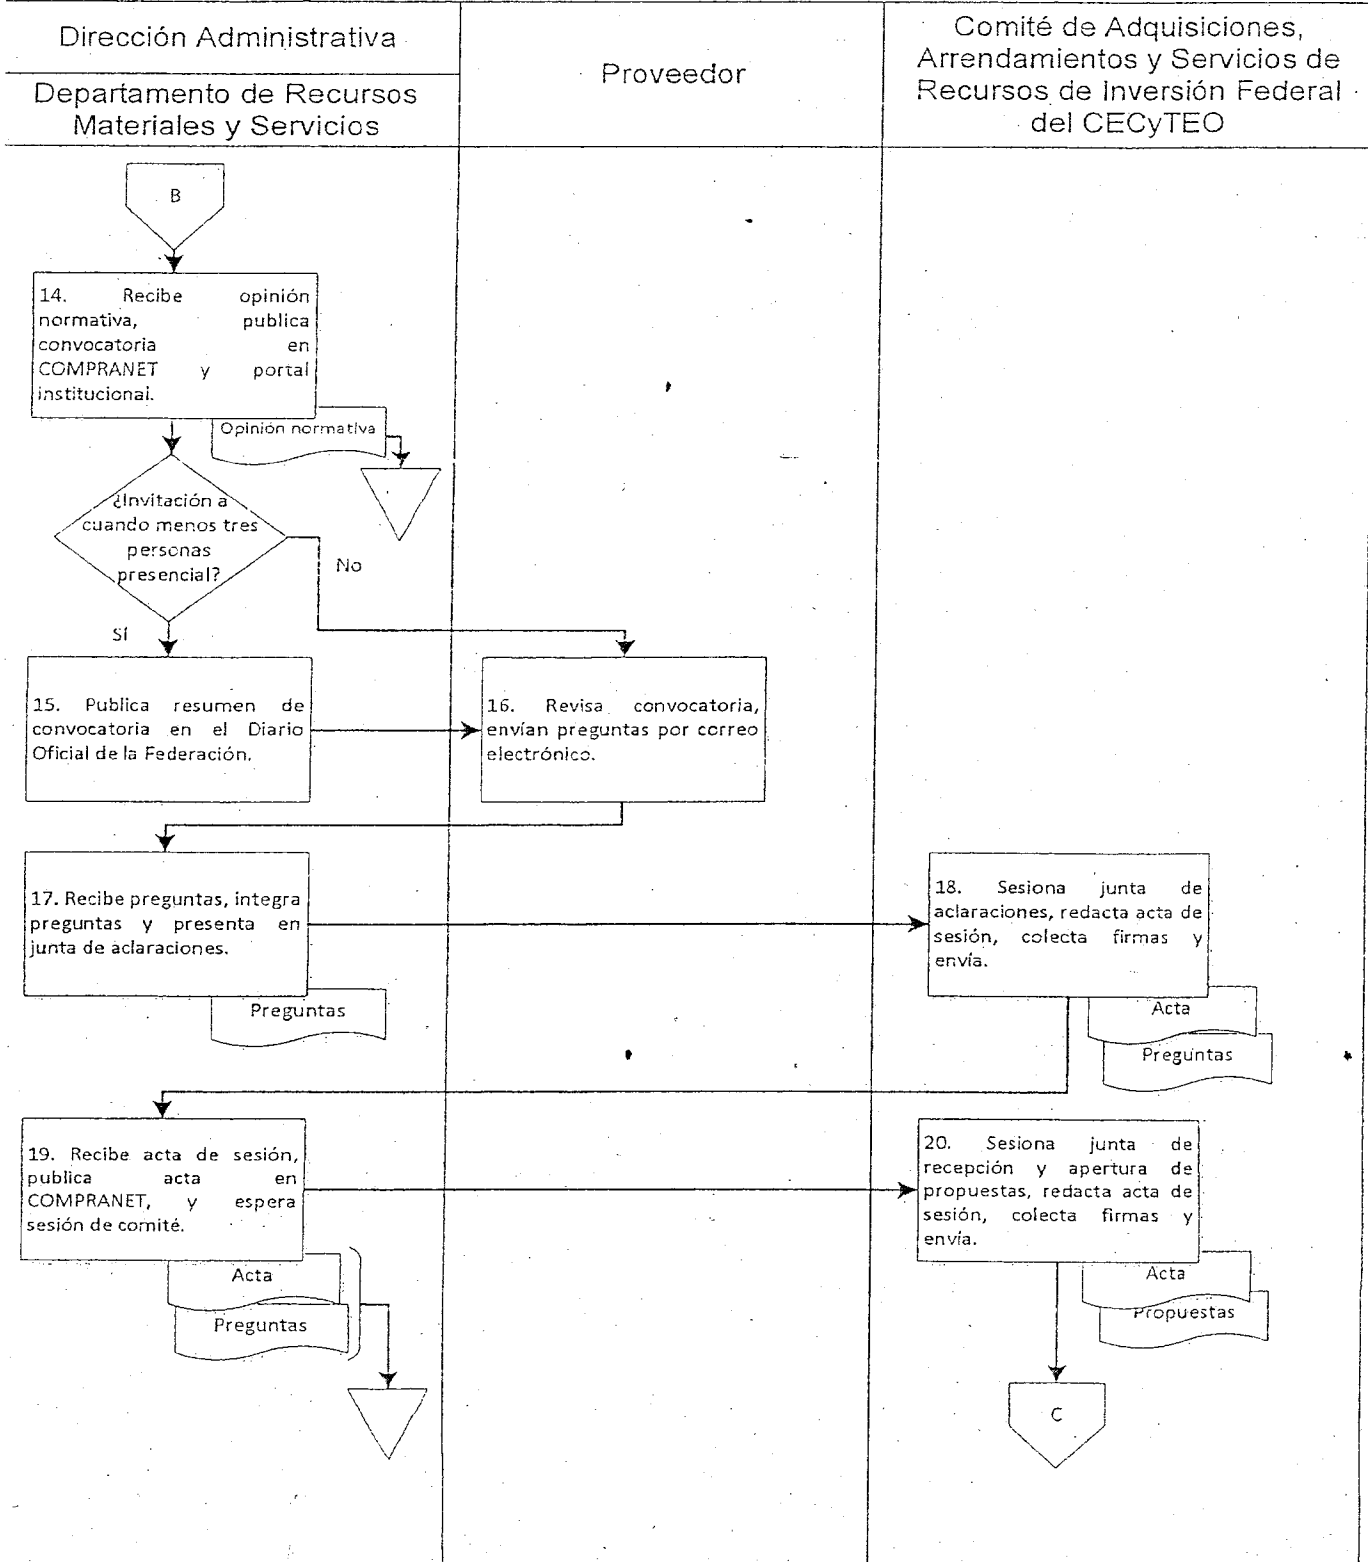 Dirección Administrativa
Departamento de Recursos
Materiales y Servicios
Proveedor
Comité de Adquisiciones,
Arrendamientos y Servicios de
Recursos de Inversión Federal
del CECyTEO
B
14. Recibe opinión
normativa, publica
convocatoria en
COMPRANET y portal
institucional.
Opinión normativa
¿Invitación a
cuando menos tres
personas
presencial?
No
Sí
15. Publica resumen de
convocatoria en el Diario
Oficial de la Federación.
16. Revisa convocatoria,
envían preguntas por correo
electrónico.
17. Recibe preguntas, integra
preguntas y presenta en
junta de aclaraciones.
Preguntas
18. Sesiona junta de
aclaraciones, redacta acta de
sesión, colecta firmas y
envía.
Acta
Preguntas
19. Recibe acta de sesión,
publica acta en
COMPRANET, y espera
sesión de comité.
Acta
Preguntas
20. Sesiona junta de
recepción y apertura de
propuestas, redacta acta de
sesión, colecta firmas y
envía.
Acta
Propuestas
C